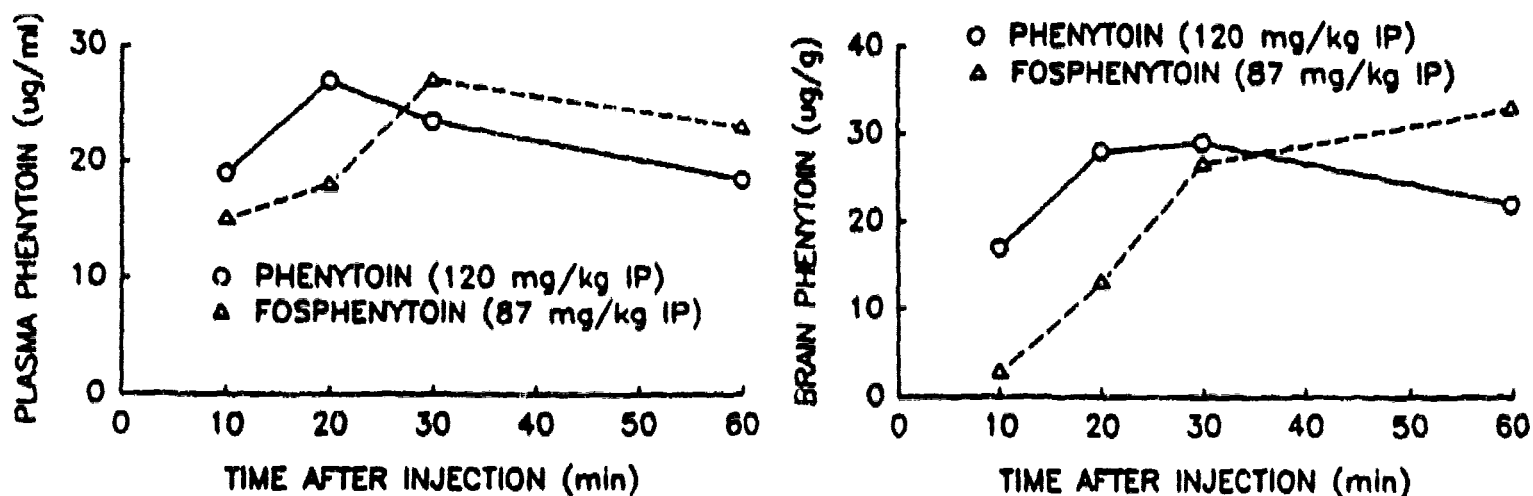 PLASMA PHENYTOIN (ug/ml)
30
20
10
0
○ PHENYTOIN (120 mg/kg IP)
△ FOSPHENYTOIN (87 mg/kg IP)
0 10 20 30 40 50 60
TIME AFTER INJECTION (min)
BRAIN PHENYTOIN (ug/g)
40
30
20
10
0
○ PHENYTOIN (120 mg/kg IP)
△ FOSPHENYTOIN (87 mg/kg IP)
0 10 20 30 40 50 60
TIME AFTER INJECTION (min)